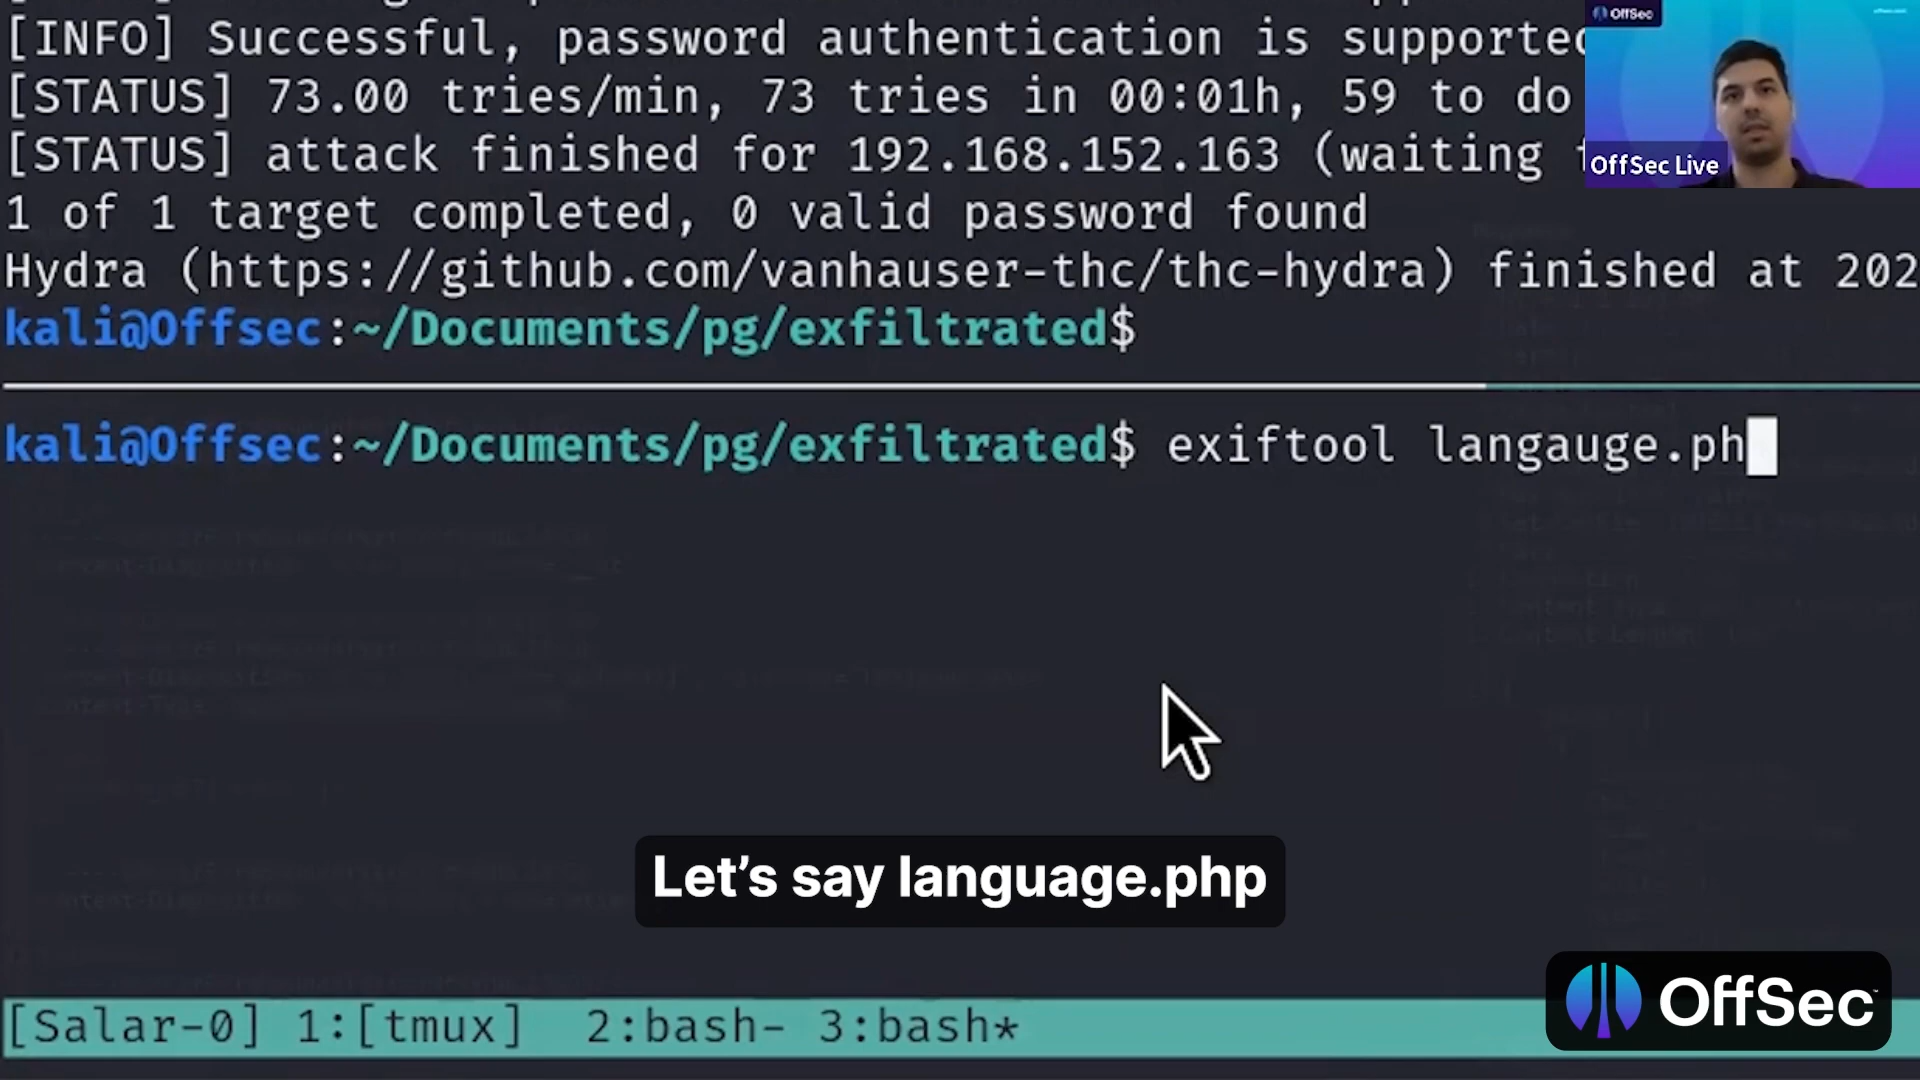 [INFO] Successful, password authentication is supported
[STATUS] 73.00 tries/min, 73 tries in 00:01h, 59 to do
[STATUS] attack finished for 192.168.152.163 (waiting
1 of 1 target completed, 0 valid password found
Hydra (https://github.com/vanhauser-thc/thc-hydra) finished at 202
kali@Offsec:~/Documents/pg/exfiltrated$
kali@Offsec:~/Documents/pg/exfiltrated$ exiftool langauge.ph
OffSec
OffSec Live
Let’s say language.php
[Salar-0] 1:[tmux] 2:bash- 3:bash*
OffSec